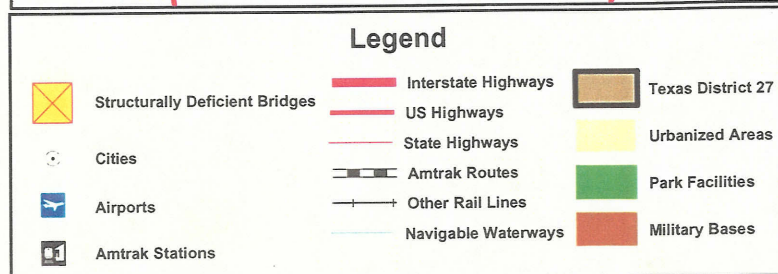 Legend
Structurally Deficient Bridges
Cities
Airports
Amtrak Stations
Interstate Highways
US Highways
State Highways
Amtrak Routes
Other Rail Lines
Navigable Waterways
Texas District 27
Urbanized Areas
Park Facilities
Military Bases